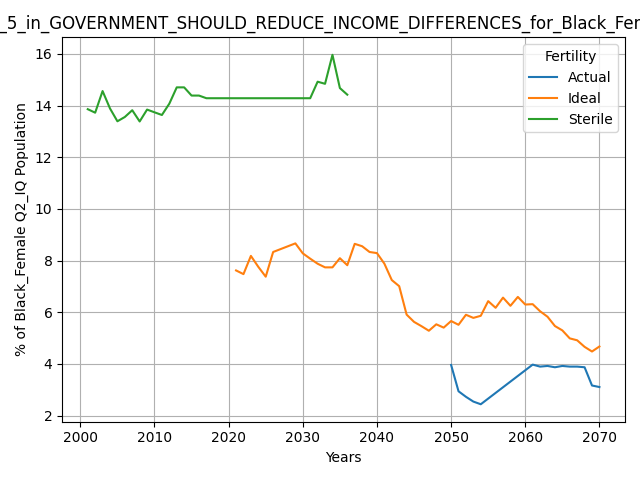 _5_in_GOVERNMENT_SHOULD_REDUCE_INCOME_DIFFERENCES_for_Black_Fem
Fertility
Actual
Ideal
Sterile
% of Black_Female Q2_IQ Population
16
14
12
10
8
6
4
2
2000 2010 2020 2030 2040 2050 2060 2070
Years